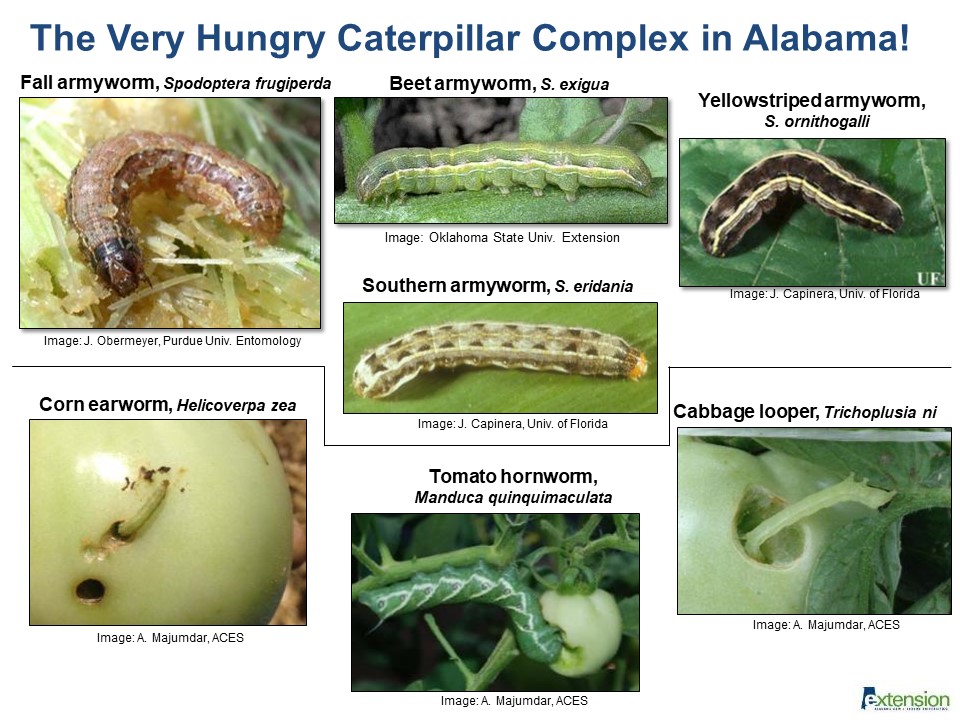 The Very Hungry Caterpillar Complex in Alabama!
Fall armyworm, Spodoptera frugiperda
Image: J. Obermeyer, Purdue Univ. Entomology
Beet armyworm, S. exigua
Image: Oklahoma State Univ. Extension
Yellowstriped armyworm,
S. ornithogalli
UF
Image: J. Capinera, Univ. of Florida
Southern armyworm, S. eridania
Image: J. Capinera, Univ. of Florida
Corn earworm, Helicoverpa zea
Image: A. Majumdar, ACES
Tomato hornworm,
Manduca quinquimaculata
Image: A. Majumdar, ACES
Cabbage looper, Trichoplusia ni
Image: A. Majumdar, ACES
extension